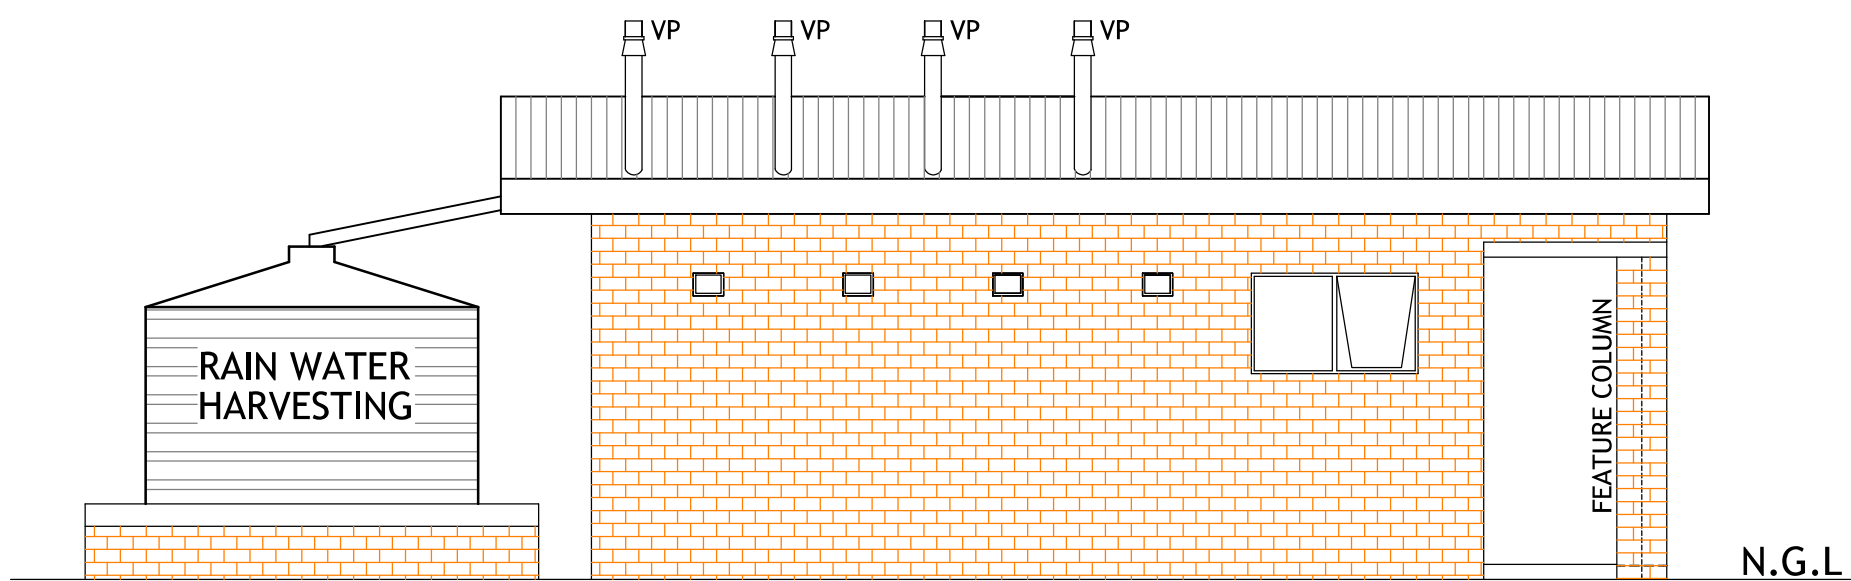 VP
VP
VP
VP
RAIN WATER
HARVESTING
FEATURE COLUMN
N.G.L